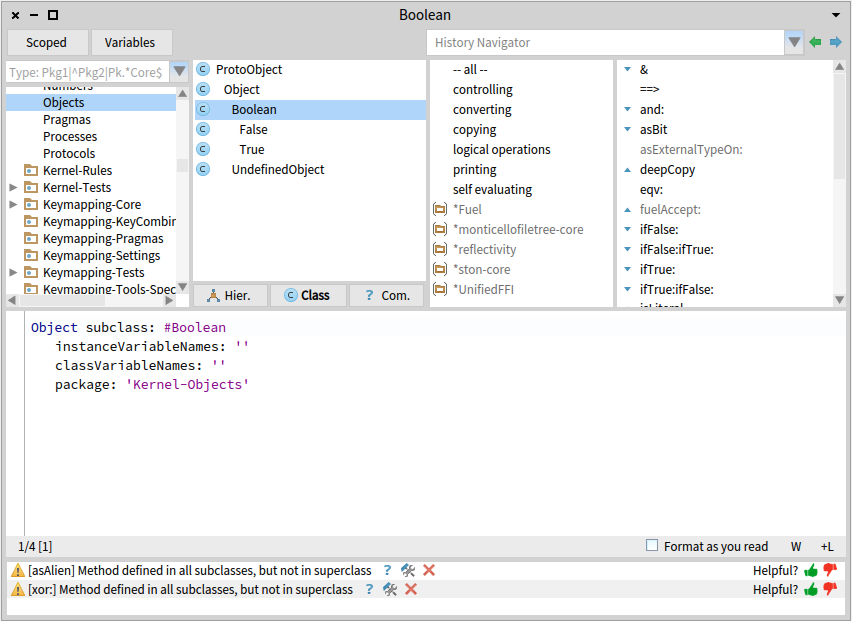 Boolean
Scoped
Variables
History Navigator
Type: Pkg1|^Pkg2|Pk.*Core$
Numbers
Objects
Pragmas
Processes
Protocols
Kernel-Rules
Kernel-Tests
Keymapping-Core
Keymapping-KeyCombin
Keymapping-Pragmas
Keymapping-Settings
Keymapping-Tests
Keymapping-Tools-Spec
C ProtoObject
C Object
C Boolean
C False
C True
C UndefinedObject
Hier.
C Class
? Com.
-- all --
controlling
converting
copying
logical operations
printing
self evaluating
*Fuel
*monticellofiletree-core
*reflectivity
*ston-core
*UnifiedFFI
&
==>
and:
asBit
asExternalTypeOn:
deepCopy
eqv:
fuelAccept:
ifFalse:
ifFalse:ifTrue:
ifTrue:
ifTrue:ifFalse:
isLiteral
Object subclass: #Boolean
instanceVariableNames: ''
classVariableNames: ''
package: 'Kernel-Objects'
1/4 [1]
Format as you read W +L
[asAlien] Method defined in all subclasses, but not in superclass ? Helpful?
[xor:] Method defined in all subclasses, but not in superclass ? Helpful?